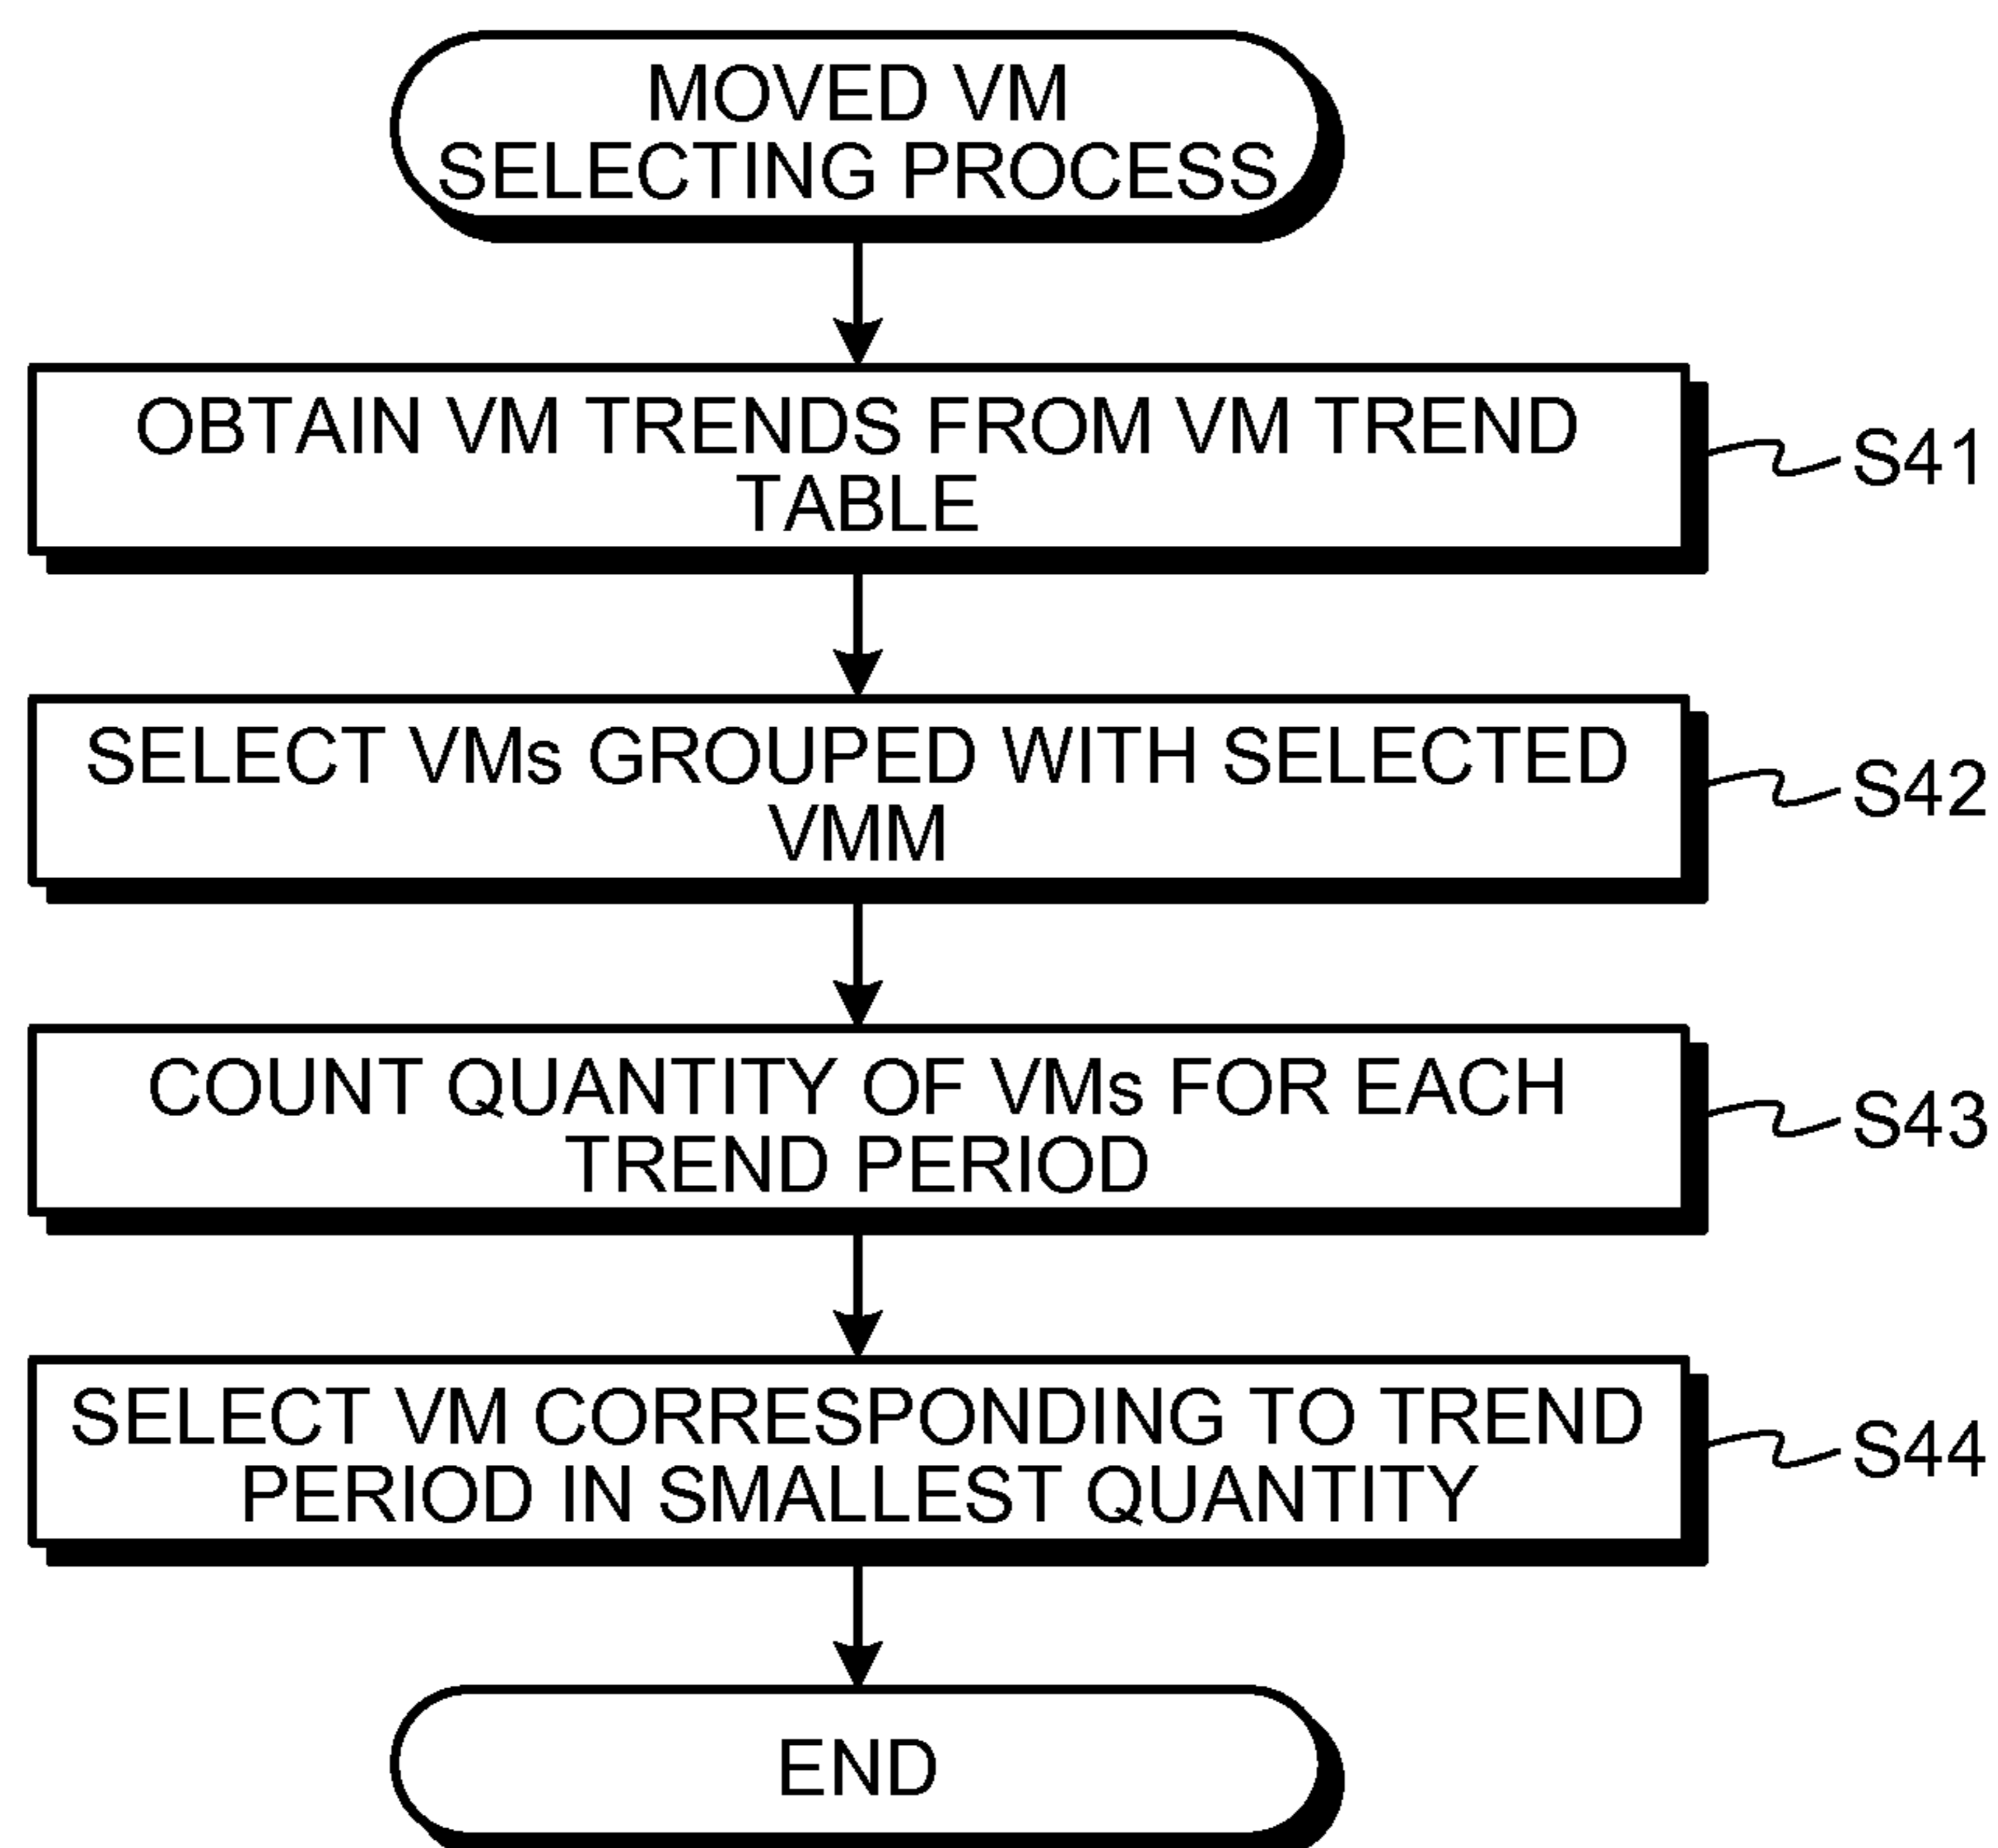 MOVED VM
SELECTING PROCESS
OBTAIN VM TRENDS FROM VM TREND
TABLE
S41
SELECT VMs GROUPED WITH SELECTED
VMM
S42
COUNT QUANTITY OF VMs FOR EACH
TREND PERIOD
S43
SELECT VM CORRESPONDING TO TREND
PERIOD IN SMALLEST QUANTITY
S44
END